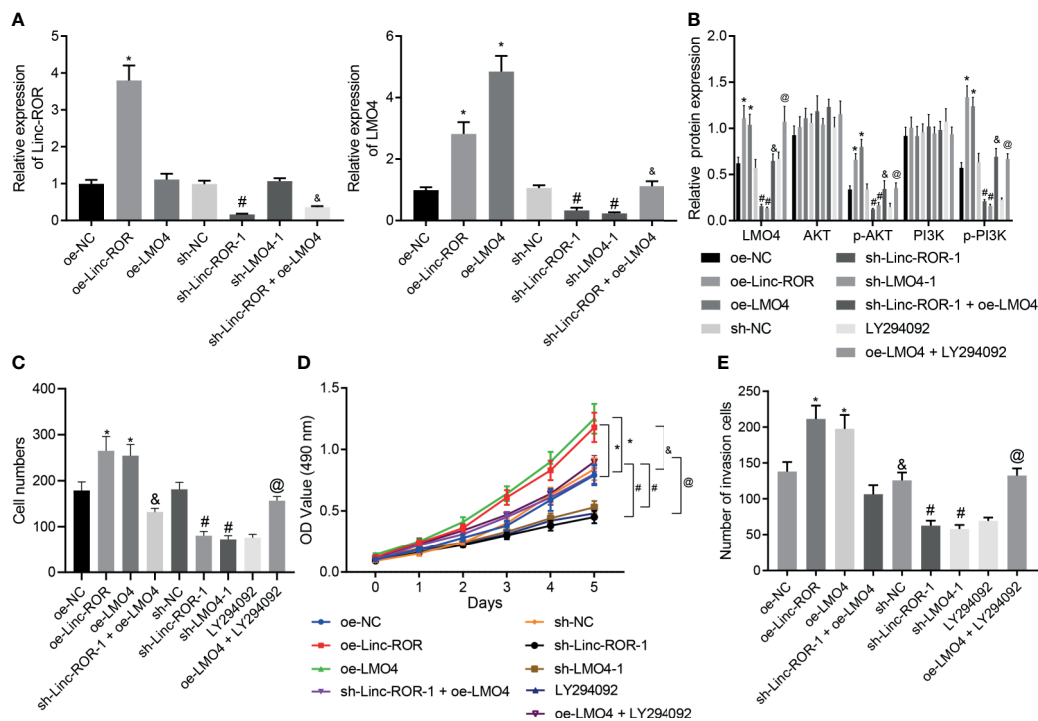 A
Relative expression
of Linc-ROR
5
4
3
2
1
0
*
#
&
oe-NC
oe-Linc-ROR
oe-LMO4
sh-NC
sh-Linc-ROR-1
sh-LMO4-1
sh-Linc-ROR + oe-LMO4
Relative expression
of LMO4
6
4
2
0
*
*
#
#
&
oe-NC
oe-Linc-ROR
oe-LMO4
sh-NC
sh-Linc-ROR-1
sh-LMO4-1
sh-Linc-ROR + oe-LMO4
B
Relative protein expression
2.0
1.5
1.0
0.5
0.0
* * # # & @
* * # # & @
* * # # & @
LMO4 AKT p-AKT PI3K p-PI3K
oe-NC sh-Linc-ROR-1
oe-Linc-ROR sh-LMO4-1
oe-LMO4 sh-Linc-ROR-1 + oe-LMO4
sh-NC LY294092
oe-LMO4 + LY294092
C
Cell numbers
400
300
200
100
0
* * & # # @
oe-NC
oe-Linc-ROR
oe-LMO4
sh-Linc-ROR-1 + oe-LMO4
sh-NC
sh-Linc-ROR-1
sh-LMO4-1
LY294092
oe-LMO4 + LY294092
D
OD Value (490 nm)
1.5
1.0
0.5
0.0
0 1 2 3 4 5
Days
* * # # & @
oe-NC sh-NC
oe-Linc-ROR sh-Linc-ROR-1
oe-LMO4 sh-LMO4-1
sh-Linc-ROR-1 + oe-LMO4 LY294092
oe-LMO4 + LY294092
E
Number of invasion cells
250
200
150
100
50
0
* * & # # @
oe-NC
oe-Linc-ROR
oe-LMO4
sh-Linc-ROR-1 + oe-LMO4
sh-NC
sh-Linc-ROR-1
sh-LMO4-1
LY294092
oe-LMO4 + LY294092